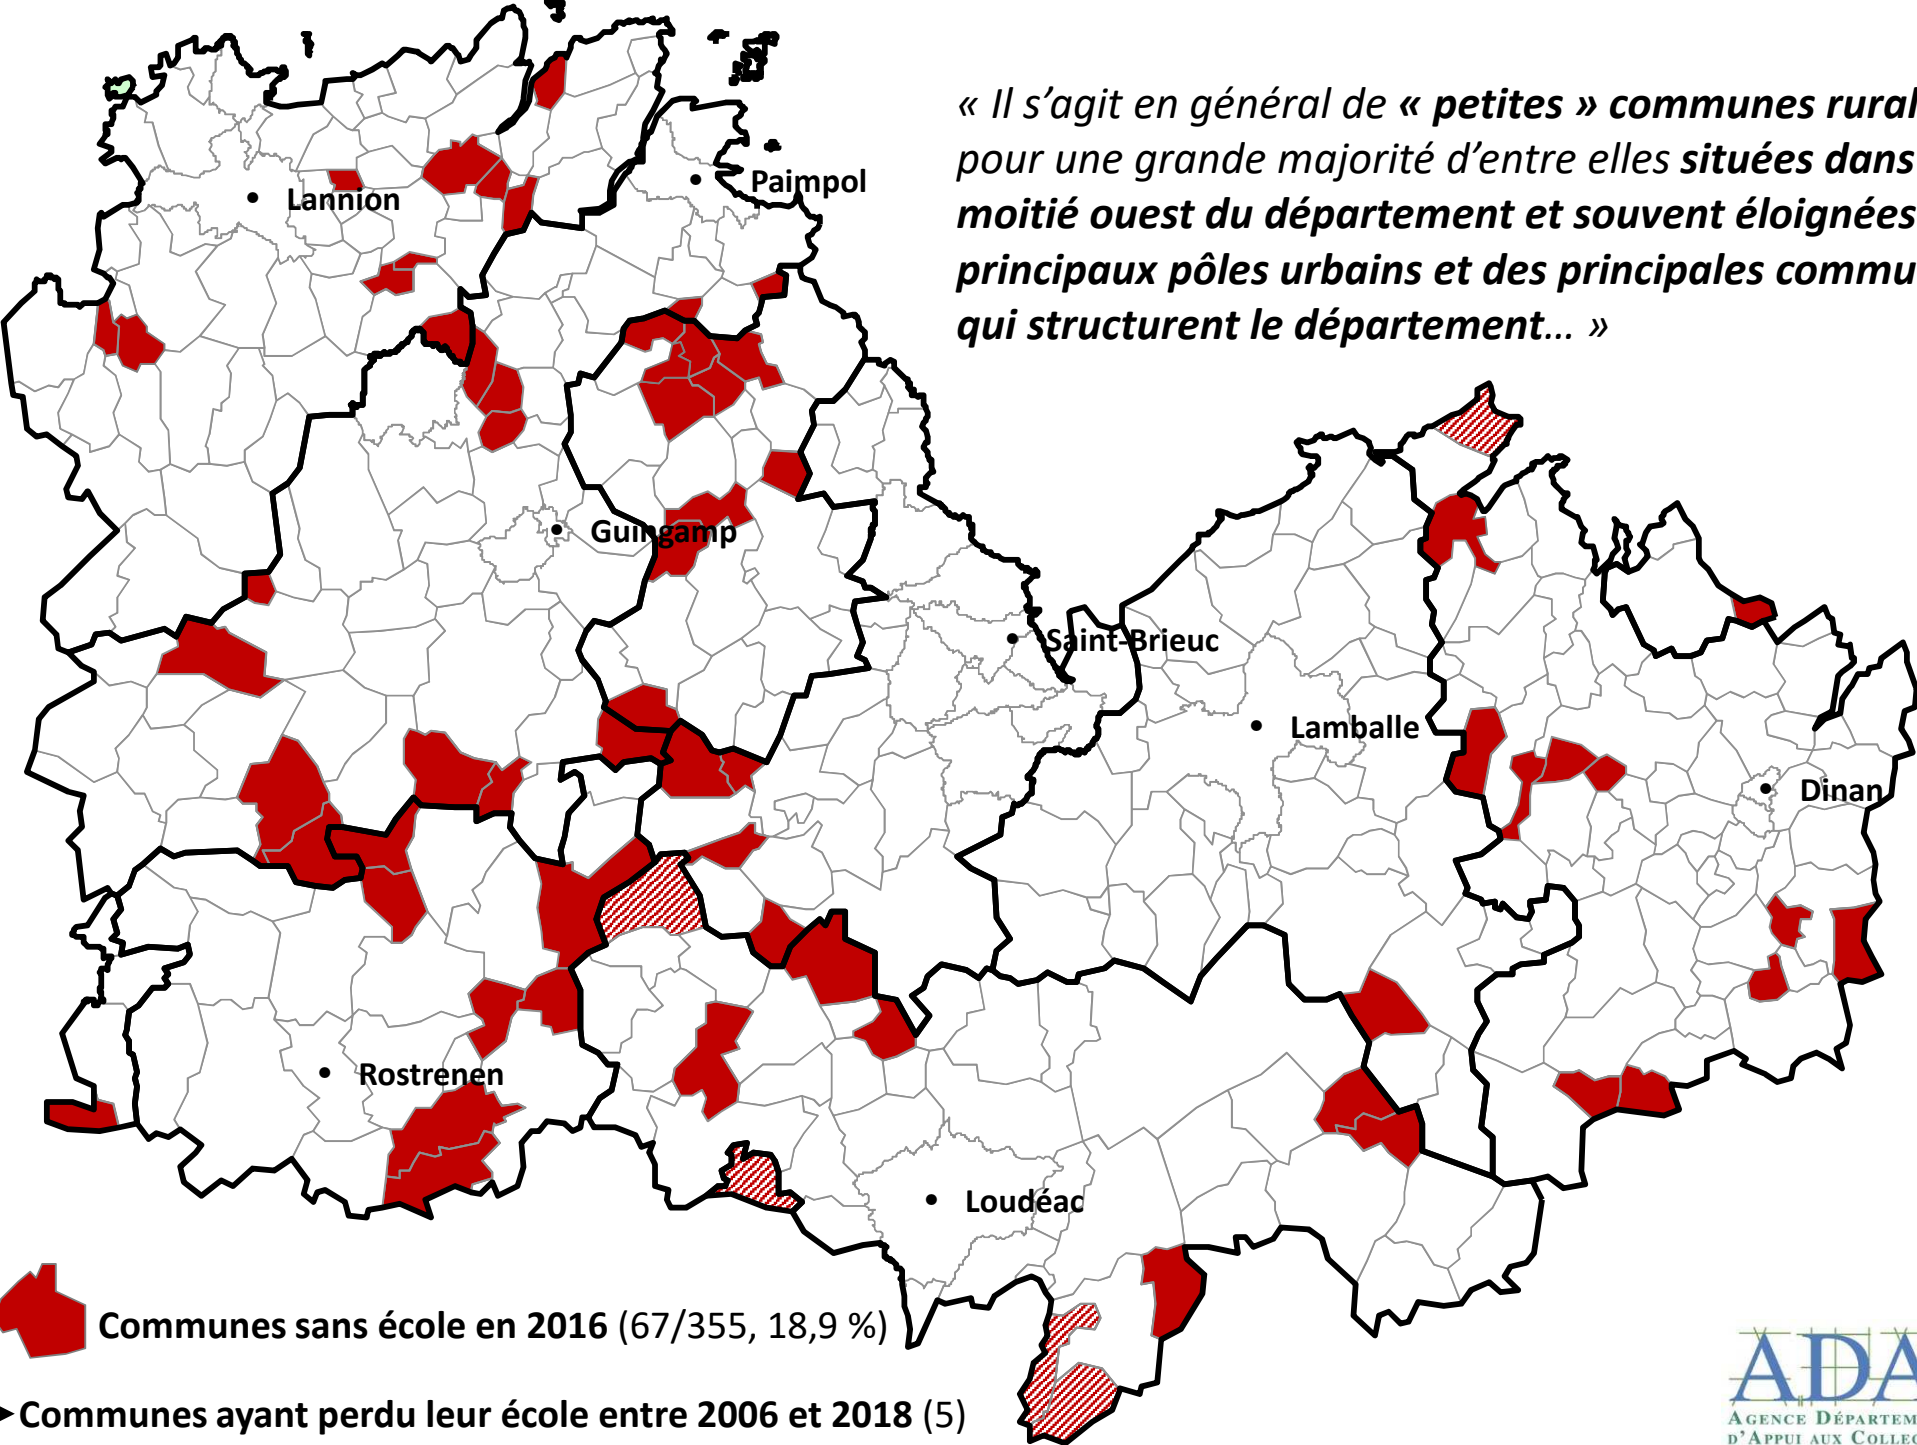 « Il s’agit en général de « petites » communes rural
pour une grande majorité d’entre elles situées dans
moitié ouest du département et souvent éloignées
principaux pôles urbains et des principales commu
qui structurent le département… »
Paimpol
Lannion
Guingamp
Saint-Brieuc
Lamballe
Dinan
Rostrenen
Loudéac
Communes sans école en 2016 (67/355, 18,9 %)
Communes ayant perdu leur école entre 2006 et 2018 (5)
ADA
AGENCE DÉPARTEM
D’APPUI AUX COLLEC